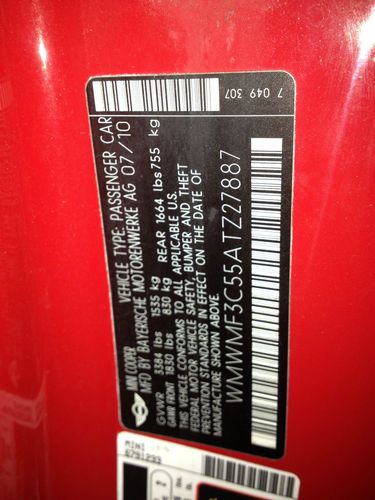 7 049 307
MINI COOPER VEHICLE TYPE: PASSENGER CAR
MFD BY BAYERISCHE MOTORENWERKE AG 07/10
GVWR 3384 lbs 1535 kg
GAWR FRONT 1830 lbs 830 kg REAR 1664 lbs 755 kg
THIS VEHICLE CONFORMS TO ALL APPLICABLE U.S.
FEDERAL MOTOR VEHICLE SAFETY, BUMPER AND THEFT
PREVENTION STANDARDS IN EFFECT ON THE DATE OF
MANUFACTURE SHOWN ABOVE.
WMWMF3C55ATZ27887
MINI
6791293